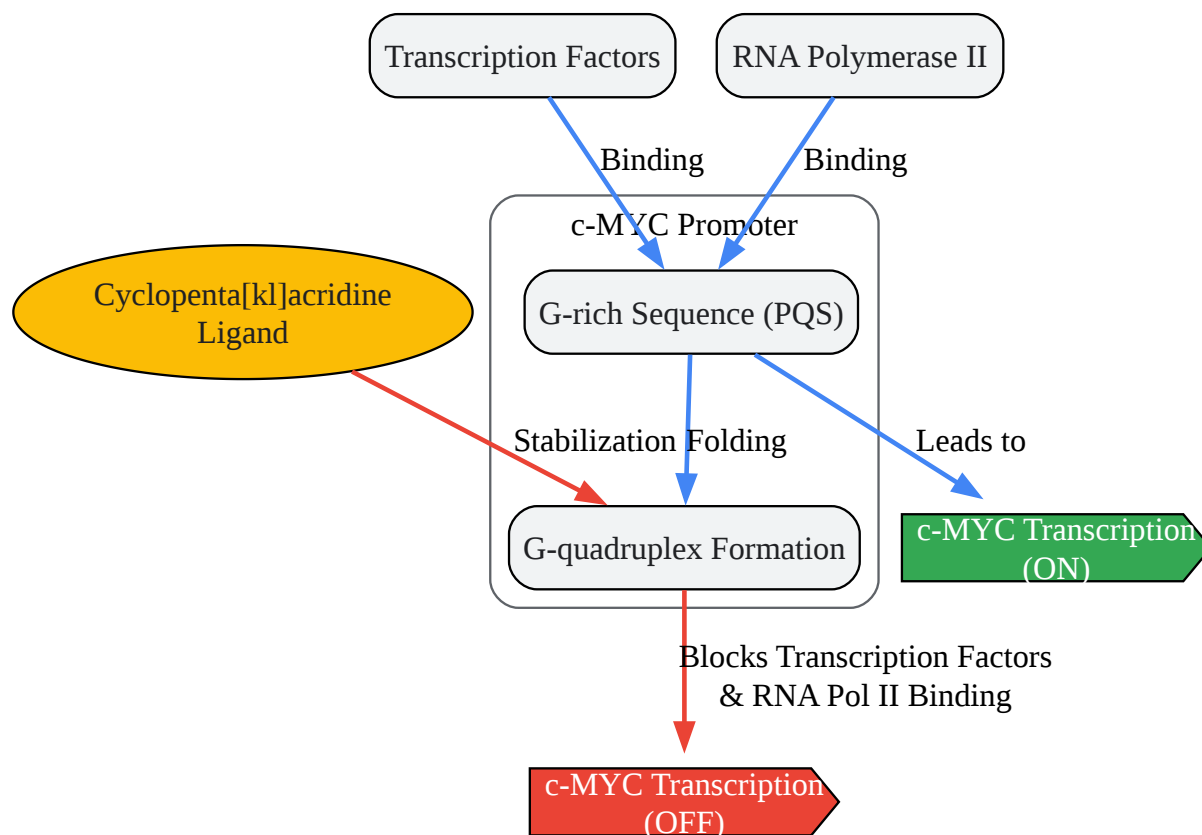 Transcription Factors
RNA Polymerase II
Binding
Binding
c-MYC Promoter
Cyclopenta[kl]acridine
Ligand
G-rich Sequence (PQS)
Stabilization
Folding
Leads to
G-quadruplex Formation
c-MYC Transcription
(ON)
Blocks Transcription Factors
& RNA Pol II Binding
c-MYC Transcription
(OFF)